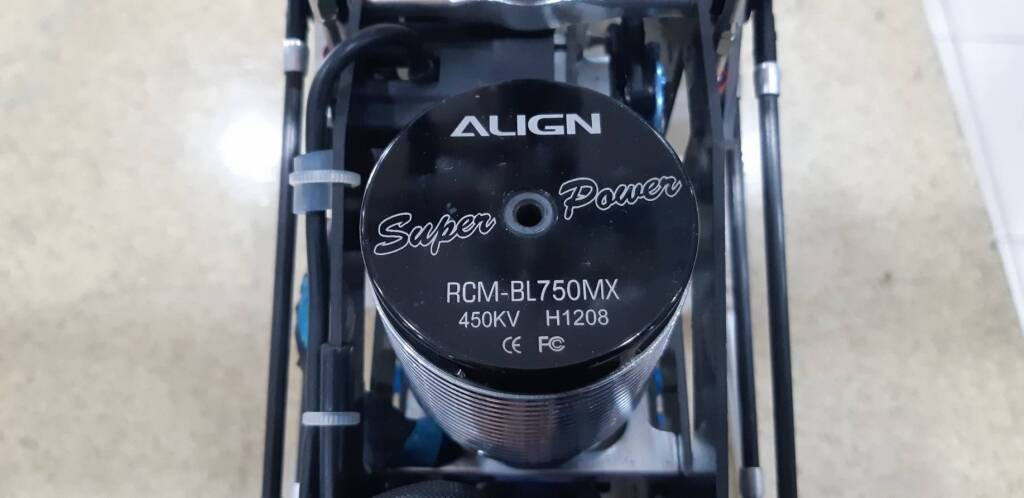 ALIGN
Super Power
RCM-BL750MX
450KV H1208
CE FC